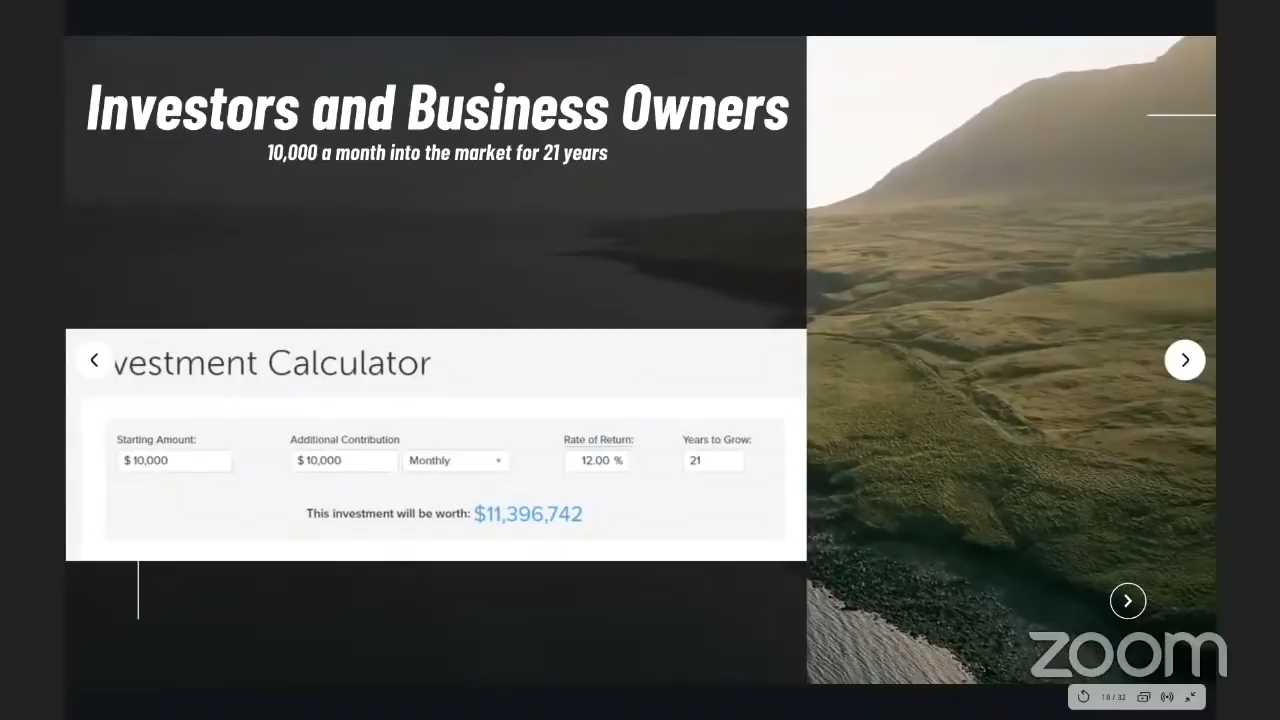 Investors and Business Owners
10,000 a month into the market for 21 years
vestment Calculator
Starting Amount:
Additional Contribution
Rate of Return:
Years to Grow:
$ 10,000
$ 10,000
Monthly
12.00 %
21
This investment will be worth: $11,396,742
zoom
18 / 32